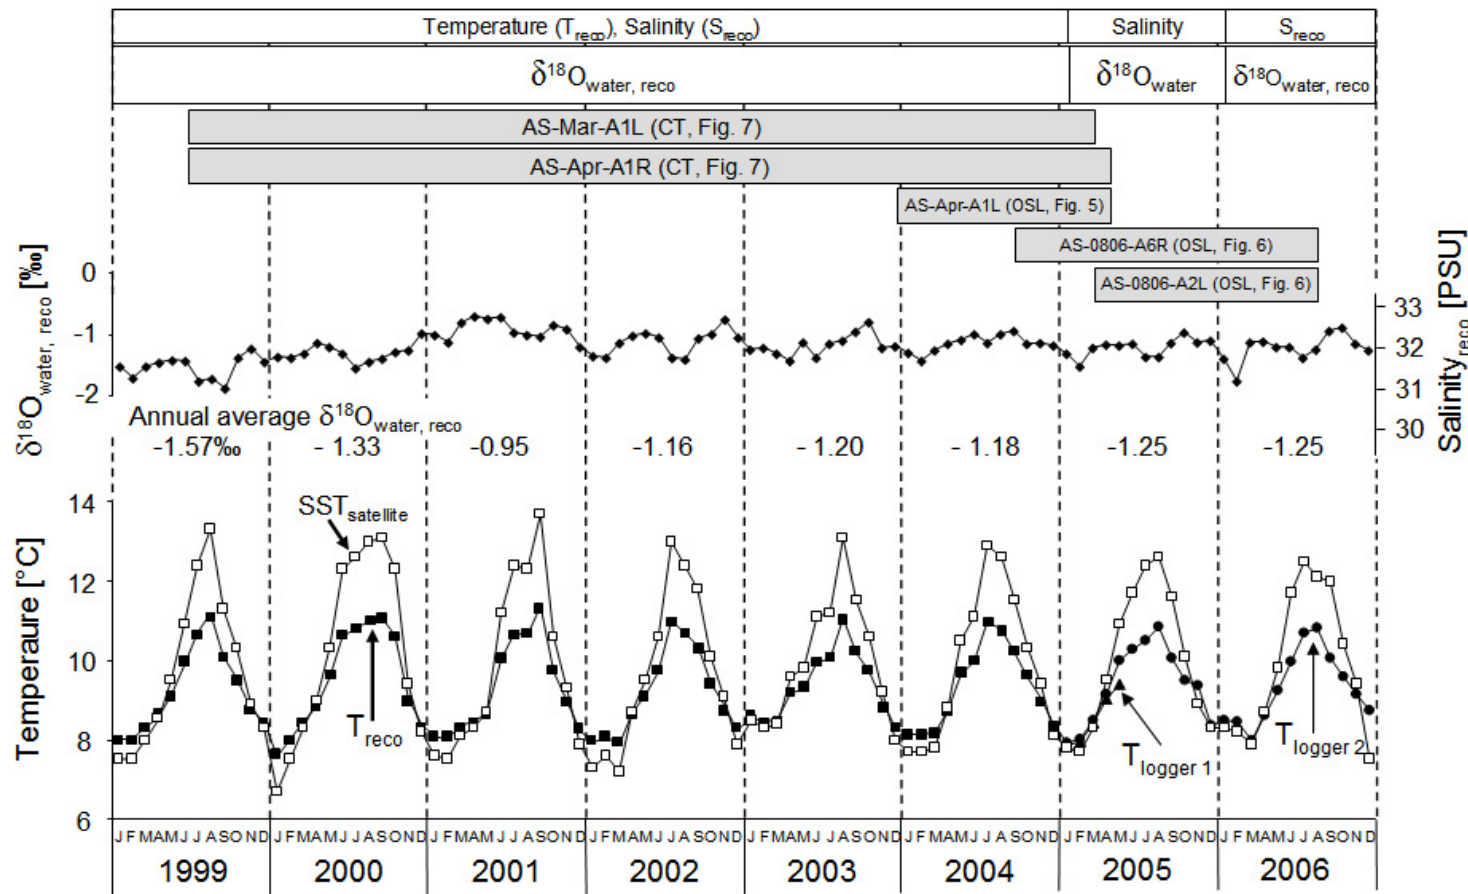 Temperature (Treco), Salinity (Sreco) Salinity Sreco
δ¹⁸Owater, reco δ¹⁸Owater δ¹⁸Owater, reco
AS-Mar-A1L (CT, Fig. 7)
AS-Apr-A1R (CT, Fig. 7)
AS-Apr-A1L (OSL, Fig. 5)
AS-0806-A6R (OSL, Fig. 6)
AS-0806-A2L (OSL, Fig. 6)
δ¹⁸Owater, reco [‰]
0
-1
-2
33
32
31
30
Salinityreco [PSU]
Annual average δ¹⁸Owater, reco
-1.57‰ - 1.33 -0.95 -1.16 - 1.20 - 1.18 -1.25 -1.25
Temperaure [°C]
14
12
10
8
6
SSTsatellite
Treco
Tlogger 1
Tlogger 2
J F M A M J J A S O N D J F M A M J J A S O N D J F M A M J J A S O N D J F M A M J J A S O N D J F M A M J J A S O N D J F M A M J J A S O N D J F M A M J J A S O N D J F M A M J J A S O N D
1999 2000 2001 2002 2003 2004 2005 2006